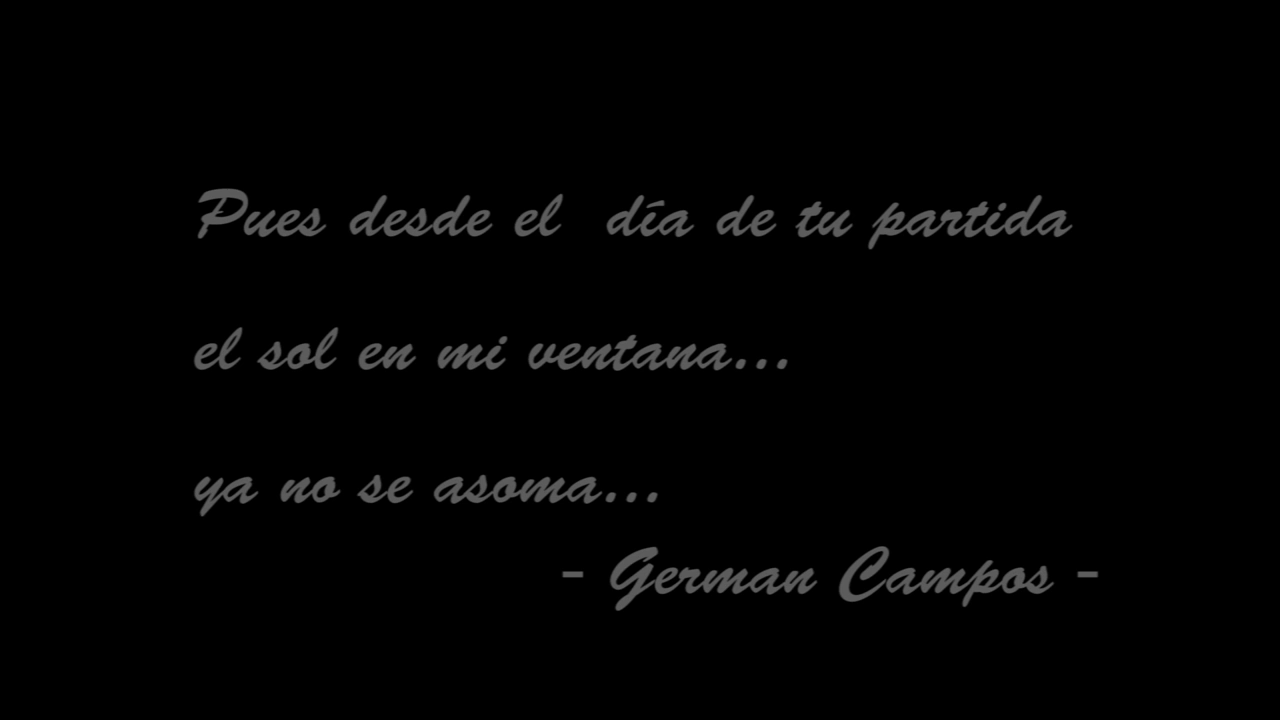 Pues desde el día de tu partida
el sol en mi ventana...
ya no se asoma...
- German Campos -